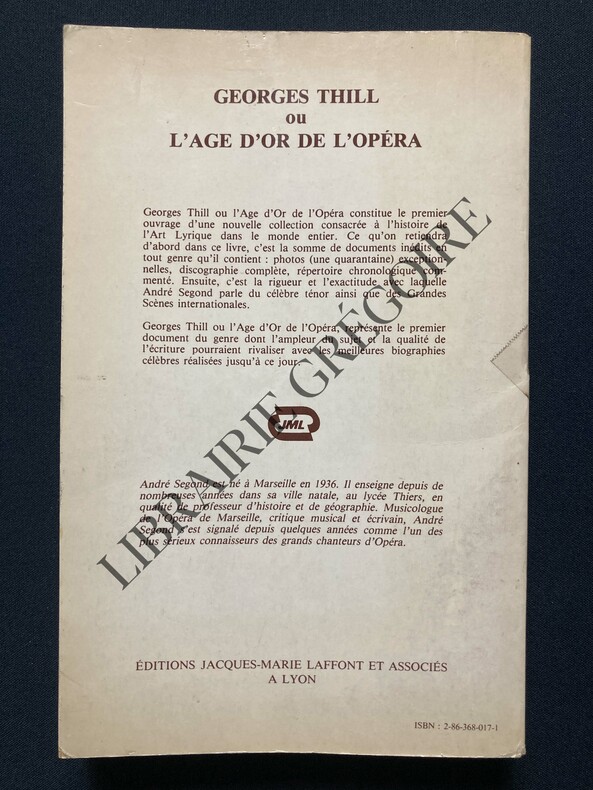 GEORGES THILL
ou
L'AGE D'OR DE L'OPÉRA
Georges Thill ou l'Age d'Or de l'Opéra constitue le premier
ouvrage d'une nouvelle collection consacrée à l'histoire de
l'Art Lyrique dans le monde entier. Ce qu'on retiendra
d'abord dans ce livre, c'est la somme de documents inédits en
tout genre qu'il contient : photos (une quarantaine) exception-
nelles, discographie complète, répertoire chronologique com-
menté. Ensuite, c'est la rigueur et l'exactitude avec laquelle
André Segond parle du célèbre ténor ainsi que des Grandes
Scènes internationales.
Georges Thill ou l'Age d'Or de l'Opéra, représente le premier
document du genre dont l'ampleur du sujet et la qualité de
l'écriture pourraient rivaliser avec les meilleures biographies
célèbres réalisées jusqu'à ce jour.
JML
André Segond est né à Marseille en 1936. Il enseigne depuis de
nombreuses années dans sa ville natale, au lycée Thiers, en
qualité de professeur d'histoire et de géographie. Musicologue
de l'Opéra de Marseille, critique musical et écrivain, André
Segond s'est signalé depuis quelques années comme l'un des
plus sérieux connaisseurs des grands chanteurs d'Opéra.
ÉDITIONS JACQUES-MARIE LAFFONT ET ASSOCIÉS
A LYON
ISBN : 2-86-368-017-1
LIBRAIRIE GRÉGOIRE